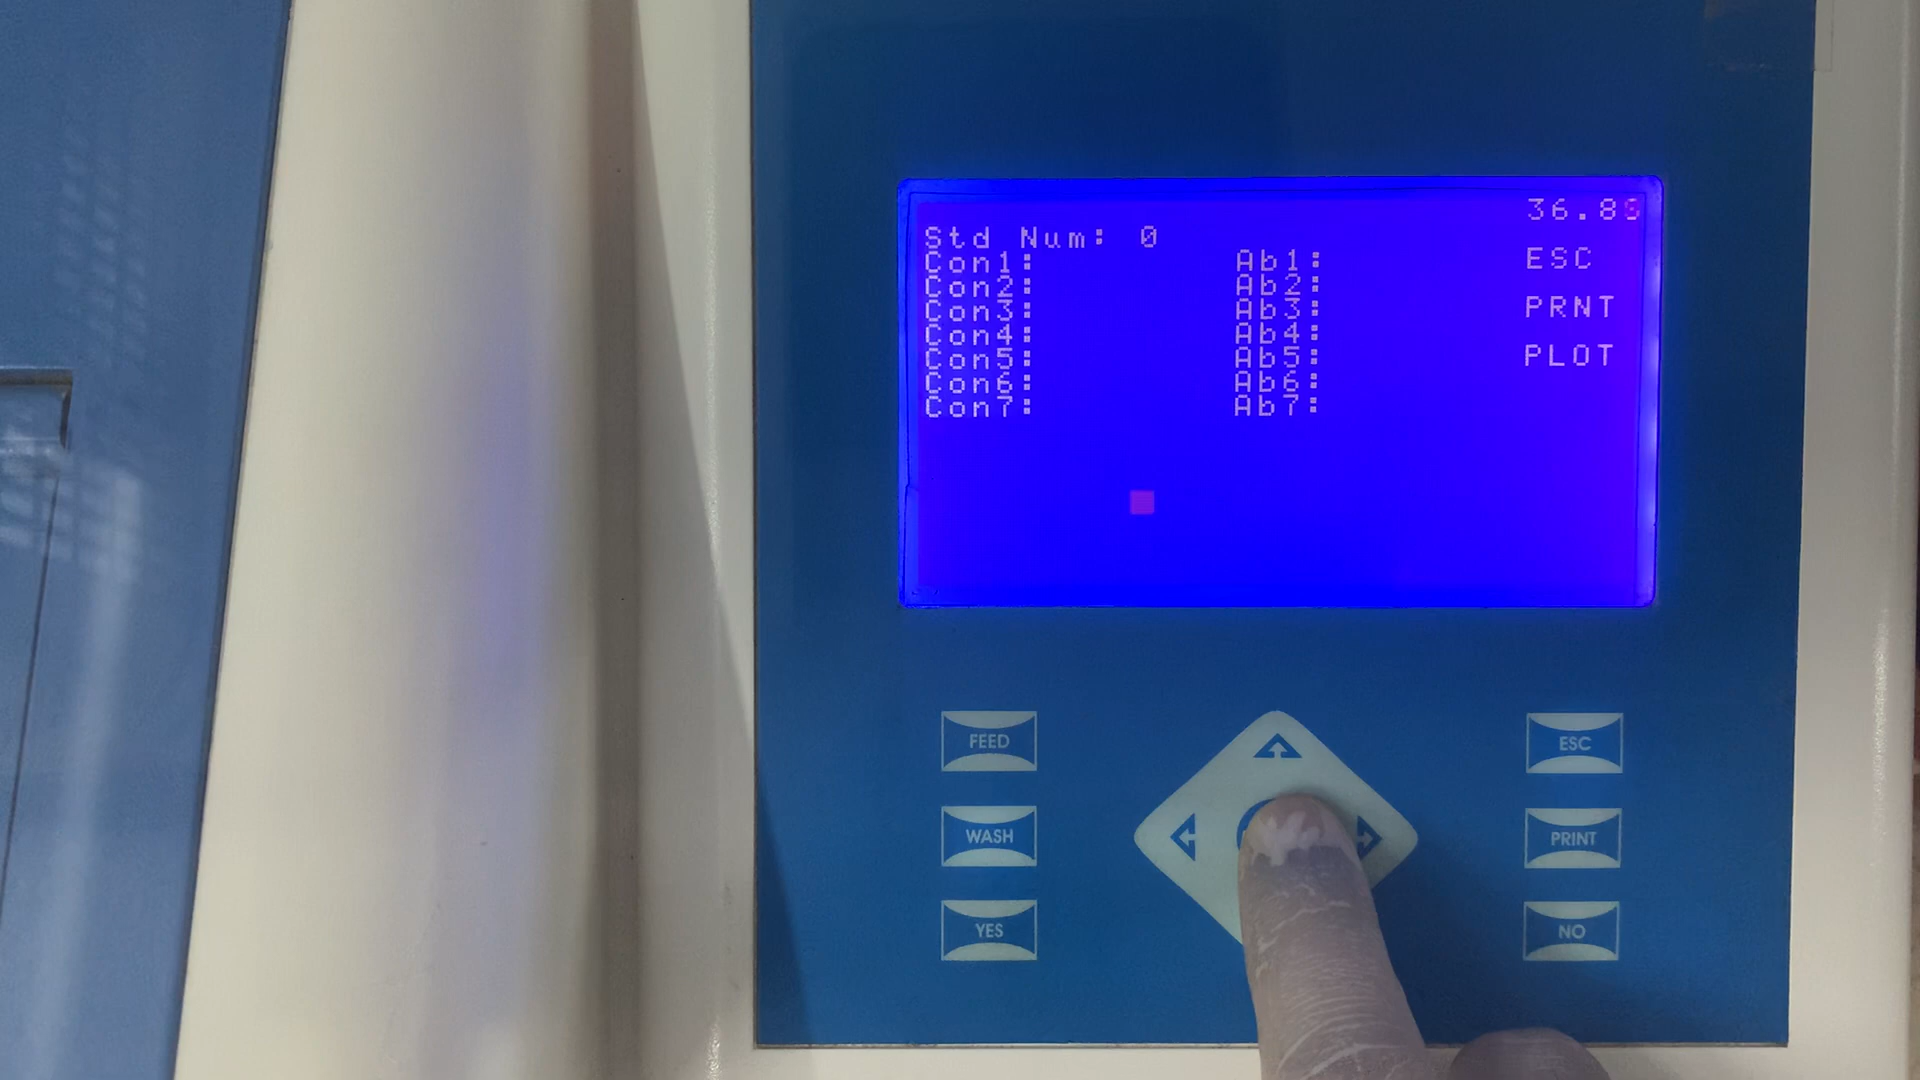 36.8
Std Num: 0
Con1: Ab1: ESC
Con2: Ab2:
Con3: Ab3: PRNT
Con4: Ab4:
Con5: Ab5: PLOT
Con6: Ab6:
Con7: Ab7:
FEED ESC
WASH PRINT
YES NO